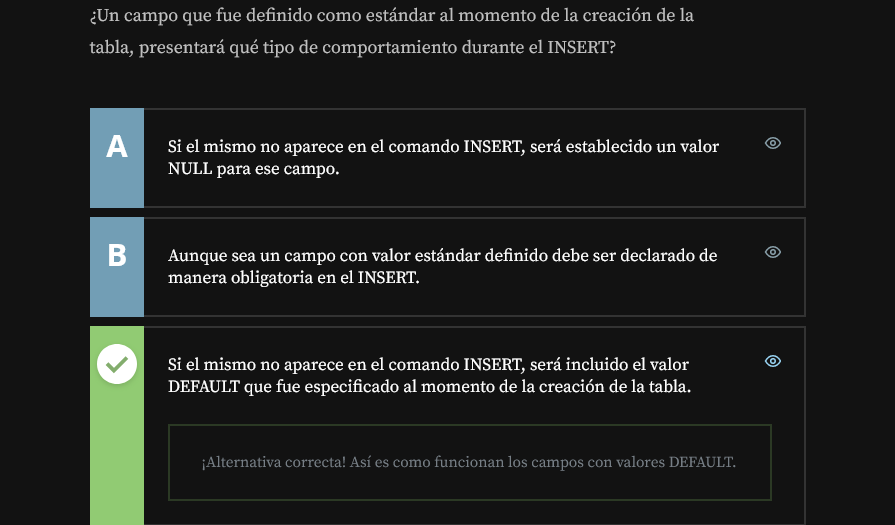 ¿Un campo que fue definido como estándar al momento de la creación de la
tabla, presentará qué tipo de comportamiento durante el INSERT?
A
Si el mismo no aparece en el comando INSERT, será establecido un valor
NULL para ese campo.
B
Aunque sea un campo con valor estándar definido debe ser declarado de
manera obligatoria en el INSERT.
Si el mismo no aparece en el comando INSERT, será incluido el valor
DEFAULT que fue especificado al momento de la creación de la tabla.
¡Alternativa correcta! Así es como funcionan los campos con valores DEFAULT.